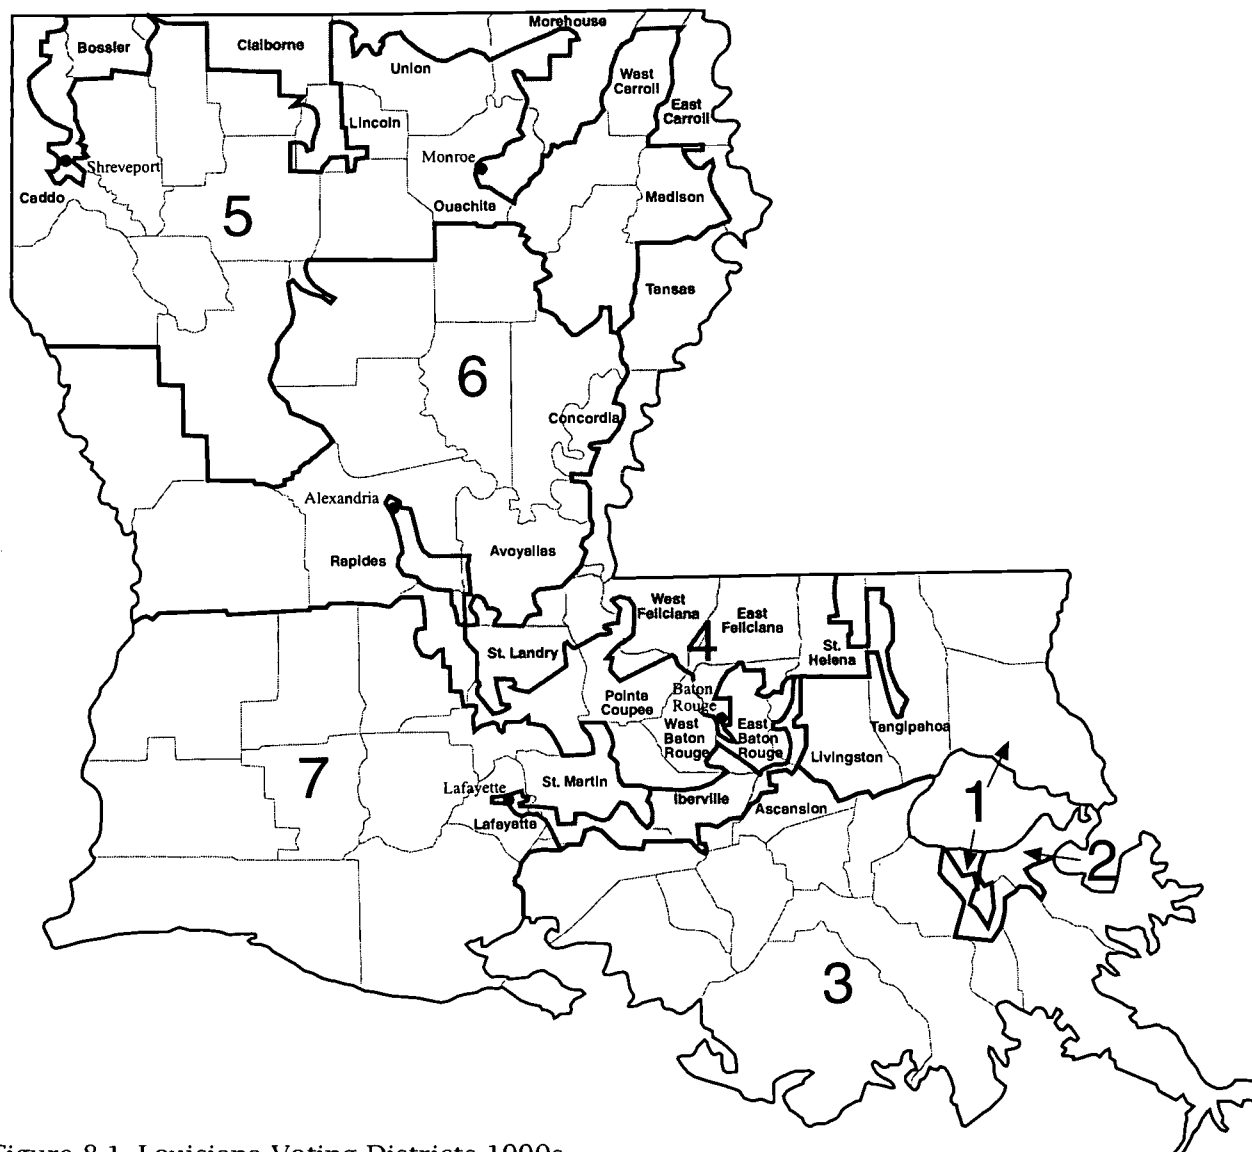 Morehouse
Bossier
Claiborne
Union
West
Carroll
East
Carroll
Lincoln
Monroe
Shreveport
Caddo
Ouachita
Madison
5
Tensas
6
Concordia
Alexandria
Rapides
Avoyelles
West
Feliciana
East
Feliciana
4
St. Landry
St.
Helena
Pointe
Coupee
Baton
Rouge
West
Baton
Rouge
East
Baton
Rouge
Tangipahoa
Livingston
7
St. Martin
Lafayette
Iberville
Ascension
Lafayette
1
2
3
Figure 8.1 Louisiana Voting Districts 1990s